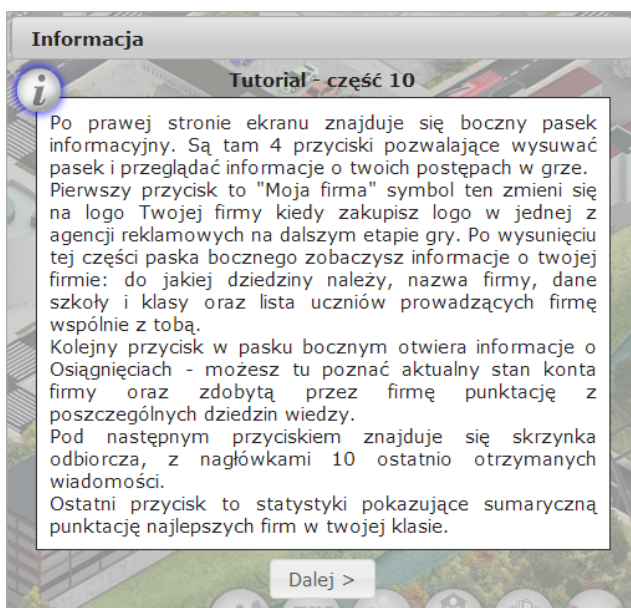 Informacja
Tutorial - część 10
Po prawej stronie ekranu znajduje się boczny pasek
informacyjny. Są tam 4 przyciski pozwalające wysuwać
pasek i przeglądać informacje o twoich postępach w grze.
Pierwszy przycisk to "Moja firma" symbol ten zmieni się
na logo Twojej firmy kiedy zakupisz logo w jednej z
agencji reklamowych na dalszym etapie gry. Po wysunięciu
tej części paska bocznego zobaczysz informacje o twojej
firmie: do jakiej dziedziny należy, nazwa firmy, dane
szkoły i klasy oraz lista uczniów prowadzących firmę
wspólnie z tobą.
Kolejny przycisk w pasku bocznym otwiera informacje o
Osiągnięciach - możesz tu poznać aktualny stan konta
firmy oraz zdobytą przez firmę punktację z
poszczególnych dziedzin wiedzy.
Pod następnym przyciskiem znajduje się skrzynka
odbiorcza, z nagłówkami 10 ostatnio otrzymanych
wiadomości.
Ostatni przycisk to statystyki pokazujące sumaryczną
punktację najlepszych firm w twojej klasie.
Dalej >